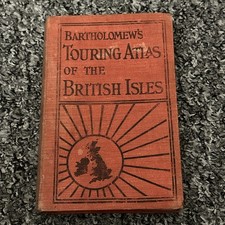 BARTHOLOMEW'S
TOURING ATLAS
OF THE
BRITISH ISLES